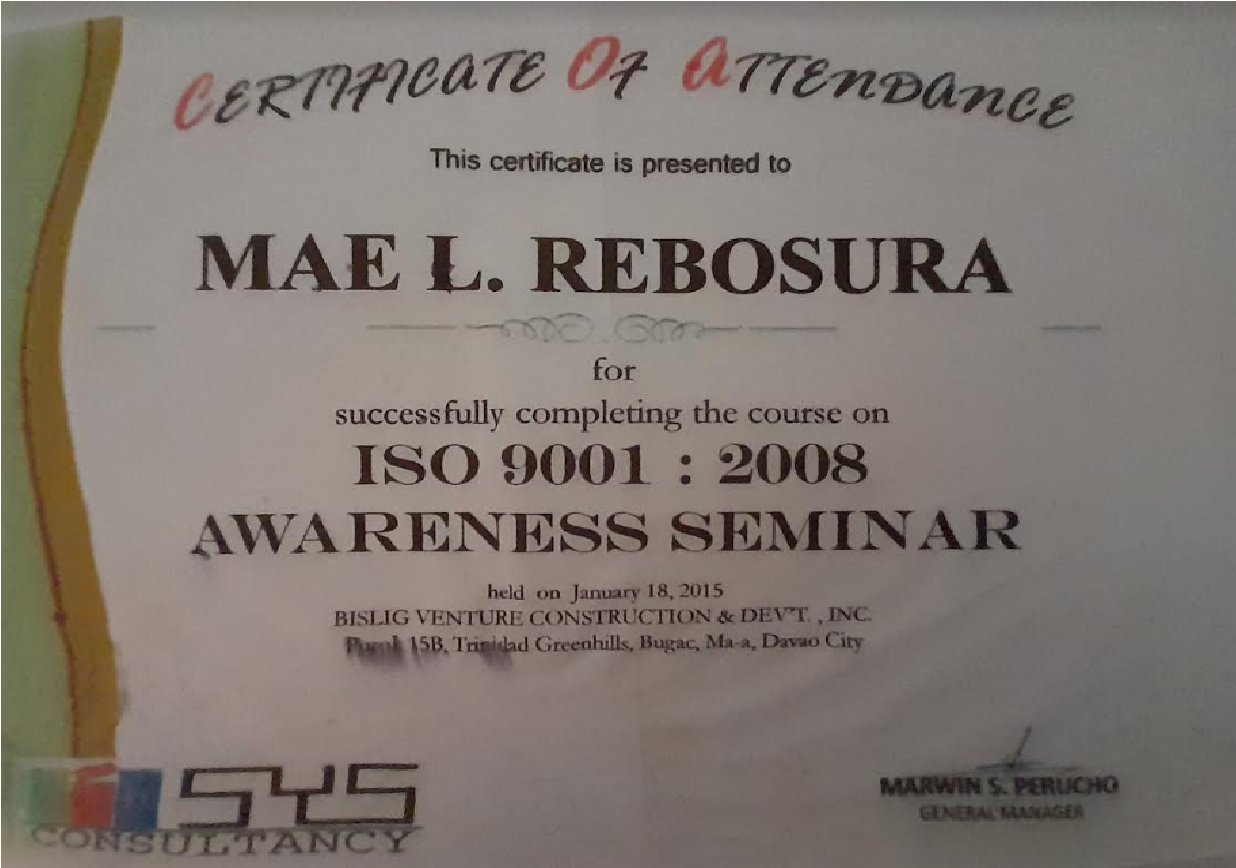 CERTIFICATE OF ATTENDANCE
This certificate is presented to
MAE L. REBOSURA
for
successfully completing the course on
ISO 9001 : 2008
AWARENESS SEMINAR
held on January 18, 2015
BISLIG VENTURE CONSTRUCTION & DEV'T. , INC.
Purok 15B, Trinidad Greenhills, Bugac, Ma-a, Davao City
SYS
CONSULTANCY
MARWIN S. PERUCHO
GENERAL MANAGER